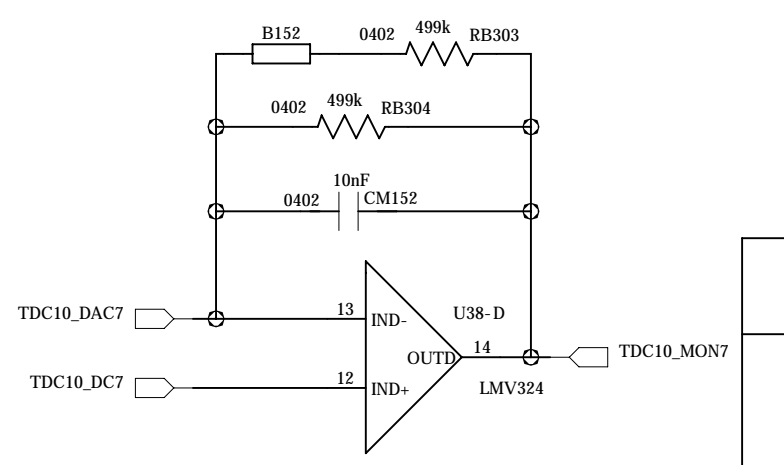 B152 0402 499k RB303
0402 499k RB304
10nF
0402 CM152
TDC10_DAC7 13 IND- U38-D
OUTD 14 TDC10_MON7
TDC10_DC7 12 IND+ LMV324